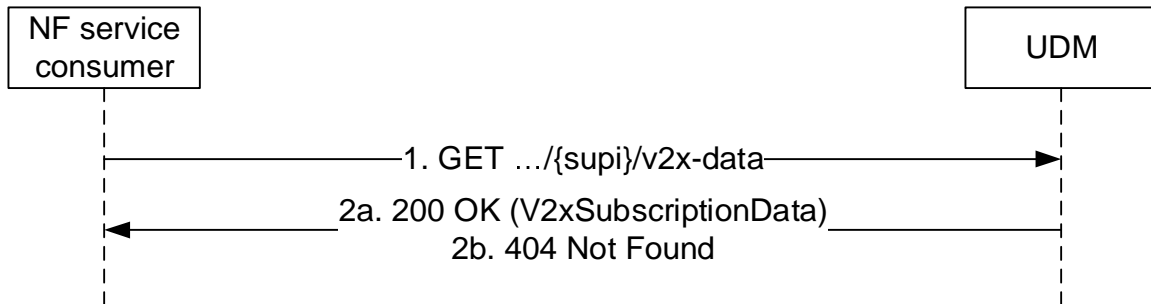 NF service
consumer
UDM
1. GET …/{supi}/v2x-data
2a. 200 OK (V2xSubscriptionData)
2b. 404 Not Found